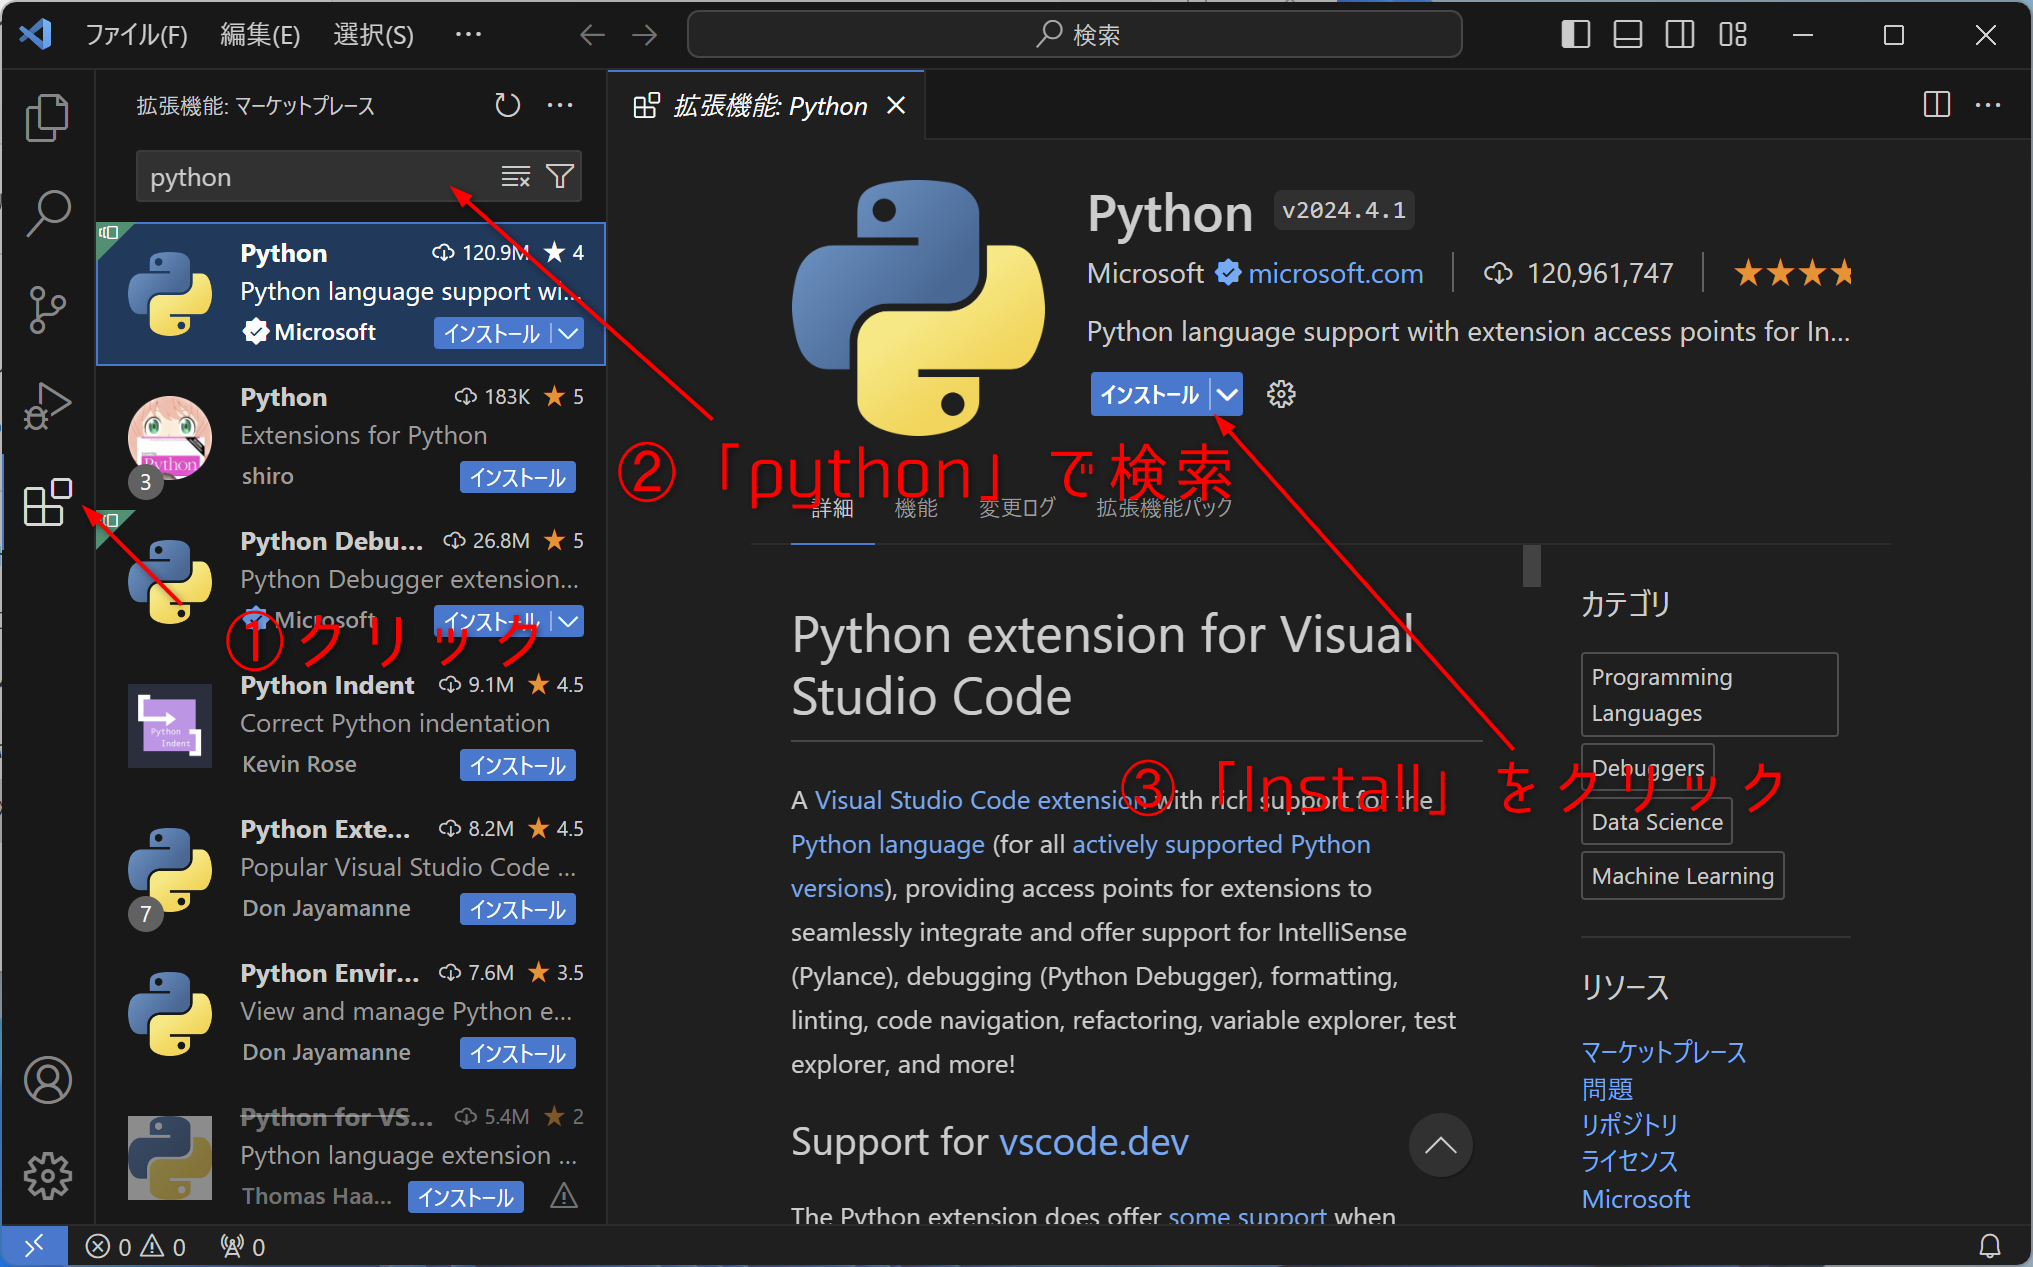 ファイル(F) 編集(E) 選択(S) ···
検索
拡張機能: マーケットプレース
拡張機能: Python
python
Python 120.9M ★ 4
Python language support wi...
Microsoft インストール
Python 183K ★ 5
Extensions for Python
Python
3
shiro インストール
Python Debu... 26.8M ★ 5
Python Debugger extension...
Microsoft インストール
①クリック
Python Indent 9.1M ★ 4.5
Correct Python indentation
Python
Indent
Kevin Rose インストール
Python Exte... 8.2M ★ 4.5
Popular Visual Studio Code ...
7
Don Jayamanne インストール
Python Envir... 7.6M ★ 3.5
View and manage Python e...
Don Jayamanne インストール
Python for VS... 5.4M ★ 2
Python language extension ...
Thomas Haa... インストール
Python v2024.4.1
Microsoft microsoft.com 120,961,747
Python language support with extension access points for In...
インストール
②「python」で検索
詳細 機能 変更ログ 拡張機能パック
Python extension for Visual
Studio Code
③「Install」をクリック
A Visual Studio Code extension with rich support for the
Python language (for all actively supported Python
versions), providing access points for extensions to
seamlessly integrate and offer support for IntelliSense
(Pylance), debugging (Python Debugger), formatting,
linting, code navigation, refactoring, variable explorer, test
explorer, and more!
Support for vscode.dev
The Python extension does offer some support when
カテゴリ
Programming
Languages
Debuggers
Data Science
Machine Learning
リソース
マーケットプレース
問題
リポジトリ
ライセンス
Microsoft
0 0 0